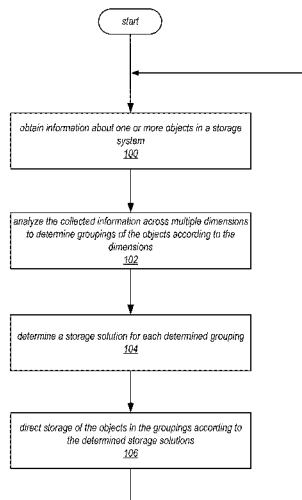 start
obtain information about one or more objects in a storage
system
100
analyze the collected information across multiple dimensions
to determine groupings of the objects according to the
dimensions
102
determine a storage solution for each determined grouping
104
direct storage of the objects in the groupings according to
the determined storage solutions
106